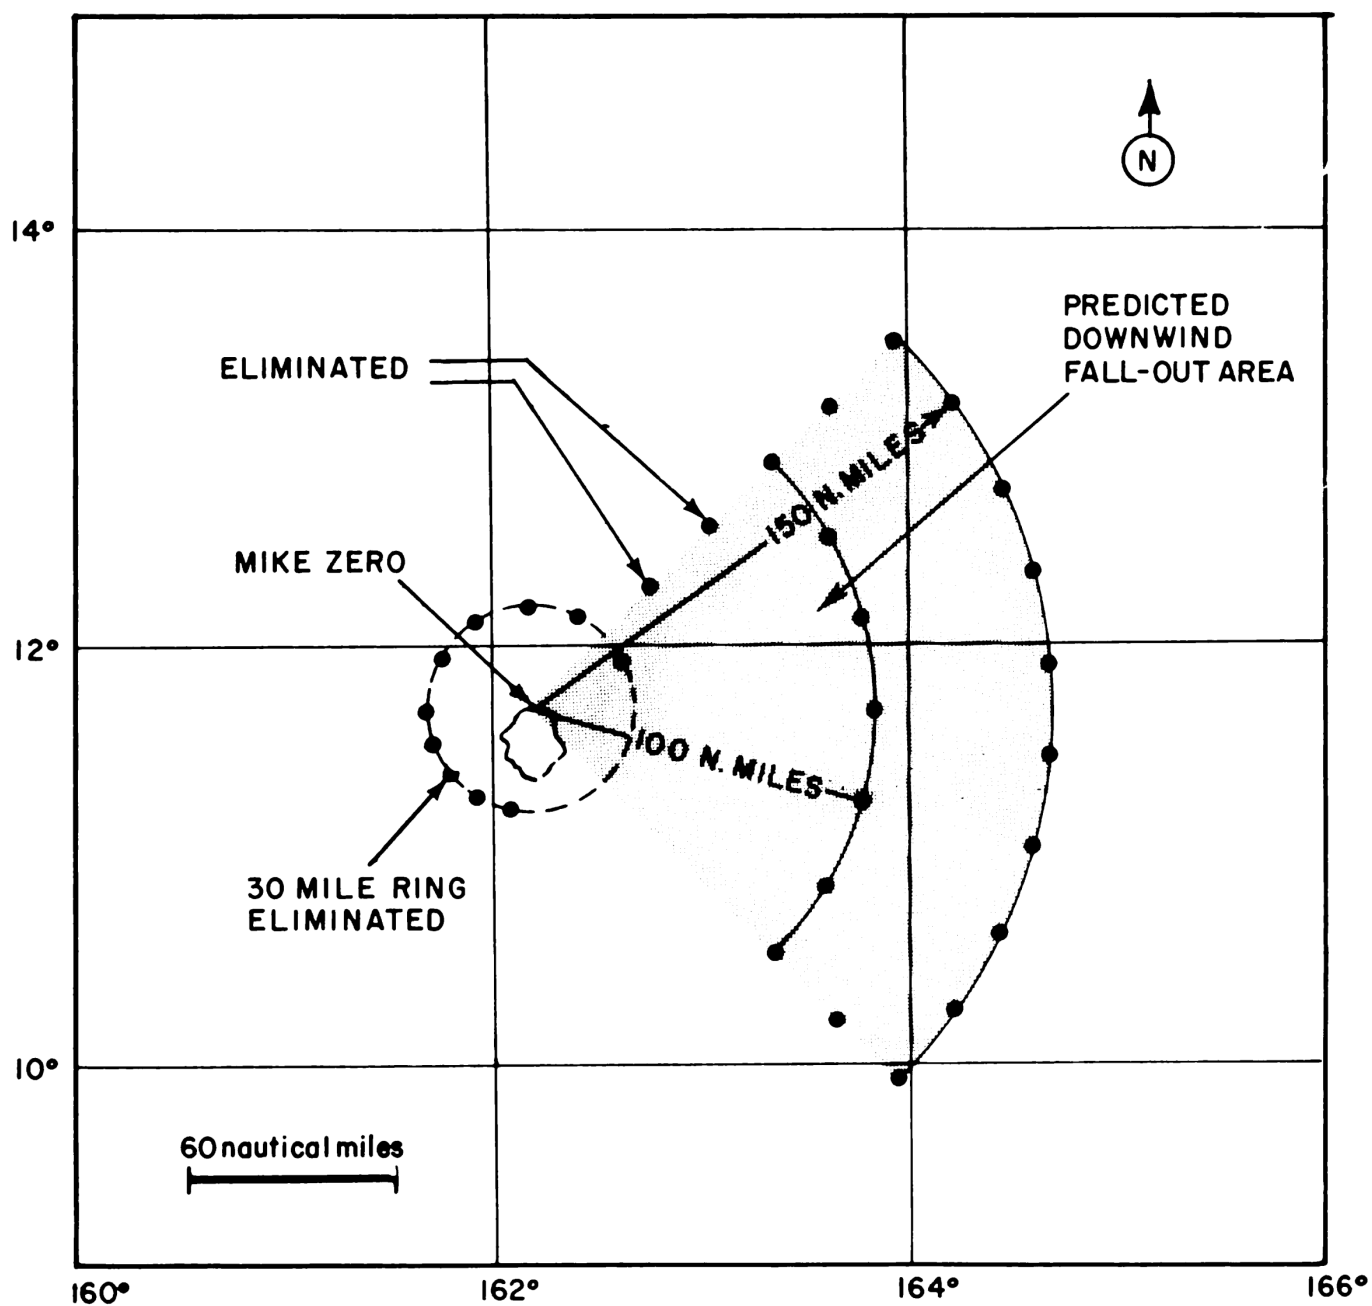 N
14°
PREDICTED
DOWNWIND
FALL-OUT AREA
ELIMINATED
150 N. MILES
MIKE ZERO
12°
100 N. MILES
30 MILE RING
ELIMINATED
10°
60 nautical miles
160°
162°
164°
166°